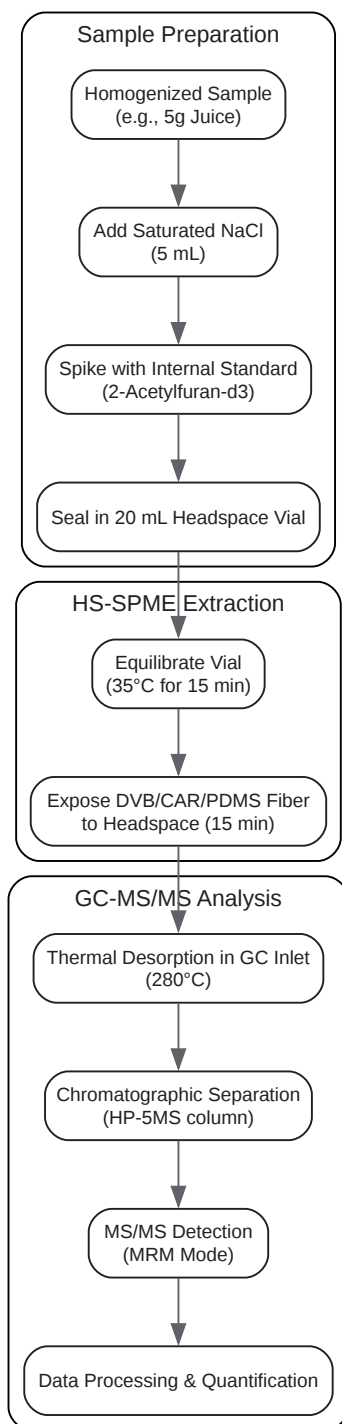 Sample Preparation
Homogenized Sample
(e.g., 5g Juice)
Add Saturated NaCl
(5 mL)
Spike with Internal Standard
(2-Acetylfuran-d3)
Seal in 20 mL Headspace Vial
HS-SPME Extraction
Equilibrate Vial
(35°C for 15 min)
Expose DVB/CAR/PDMS Fiber
to Headspace (15 min)
GC-MS/MS Analysis
Thermal Desorption in GC Inlet
(280°C)
Chromatographic Separation
(HP-5MS column)
MS/MS Detection
(MRM Mode)
Data Processing & Quantification